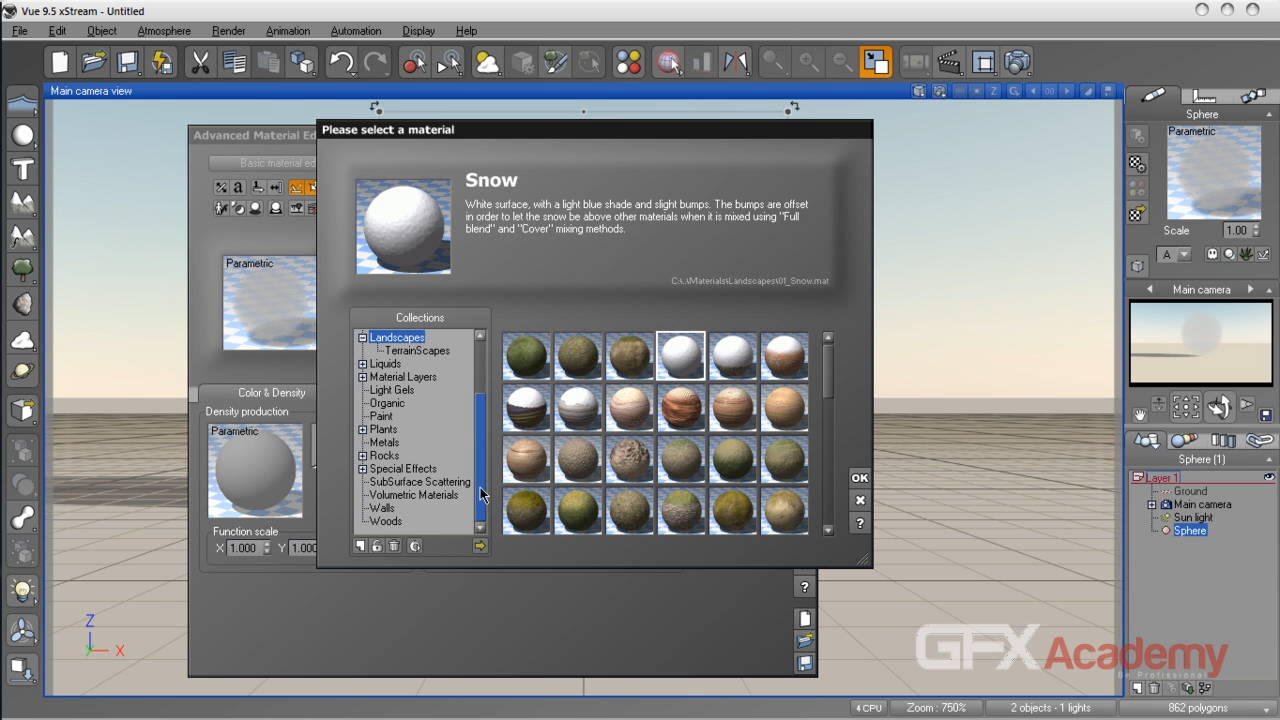 Vue 9.5 xStream - Untitled
File Edit Object Atmosphere Render Animation Automation Display Help
Main camera view
Sphere
Parametric
Scale 1.00
A
Main camera
Sphere (1)
Layer 1
Ground
Main camera
Sun light
Sphere
Advanced Material Ed
Basic material ed
Parametric
Color & Density
Density production
Parametric
Function scale
X 1.000 Y 1.000
Please select a material
Snow
White surface, with a light blue shade and slight bumps. The bumps are offset
in order to let the snow be above other materials when it is mixed using "Full
blend" and "Cover" mixing methods.
C:\..\Materials\Landscapes\01_Snow.mat
Collections
Landscapes
TerrainScapes
Liquids
Material Layers
Light Gels
Organic
Paint
Plants
Metals
Rocks
Special Effects
SubSurface Scattering
Volumetric Materials
Walls
Woods
OK
?
?
Z
Y X
GFX Academy
Be Professional
4 CPU Zoom : 750% 2 objects - 1 lights 862 polygons